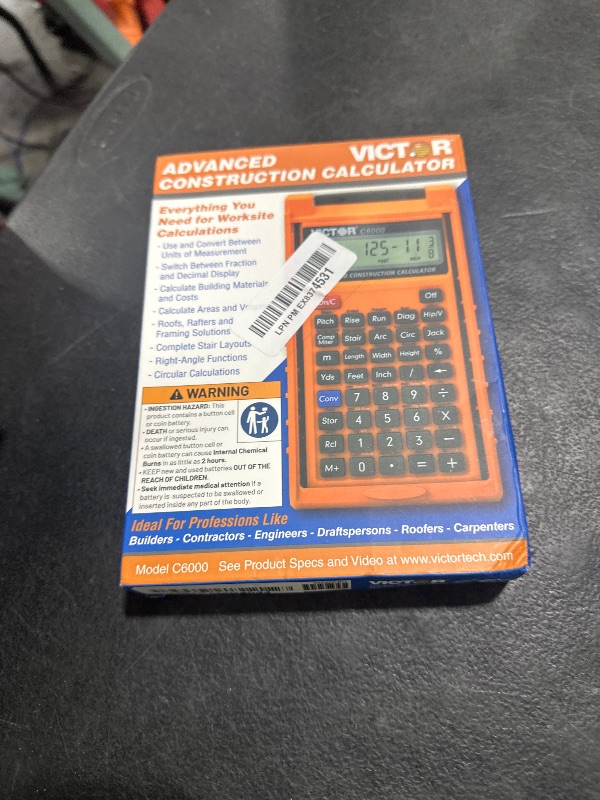 ADVANCED
CONSTRUCTION CALCULATOR
VICTOR
Everything You
Need for Worksite
Calculations
- Use and Convert Between
Units of Measurement
- Switch Between Fraction
and Decimal Display
- Calculate Building Materials
and Costs
- Calculate Areas and
- Roofs, Rafters and
Framing Solutions
- Complete Stair Layouts
- Right-Angle Functions
- Circular Calculations
WARNING
- INGESTION HAZARD: This
product contains a button cell
or coin battery.
- DEATH or serious injury can
occur if ingested.
- A swallowed button cell or
coin battery can cause Internal Chemical
Burns in as little as 2 hours.
- KEEP new and used batteries OUT OF THE
REACH OF CHILDREN.
- Seek immediate medical attention if a
battery is suspected to be swallowed or
inserted inside any part of the body.
VICTOR C6000
125-11 3/8
FEET INCH
CONSTRUCTION CALCULATOR
LPN PM EX8374531
On/C Off
Pitch Rise Run Diag Hip/V
Comp Miter Stair Arc Circ Jack
m Length Width Height %
Yds Feet Inch / ←
Conv 7 8 9 ÷
Stor 4 5 6 X
Rcl 1 2 3 −
M+ 0 • = +
Ideal For Professions Like
Builders - Contractors - Engineers - Draftspersons - Roofers - Carpenters
Model C6000 See Product Specs and Video at www.victortech.com
VICTOR